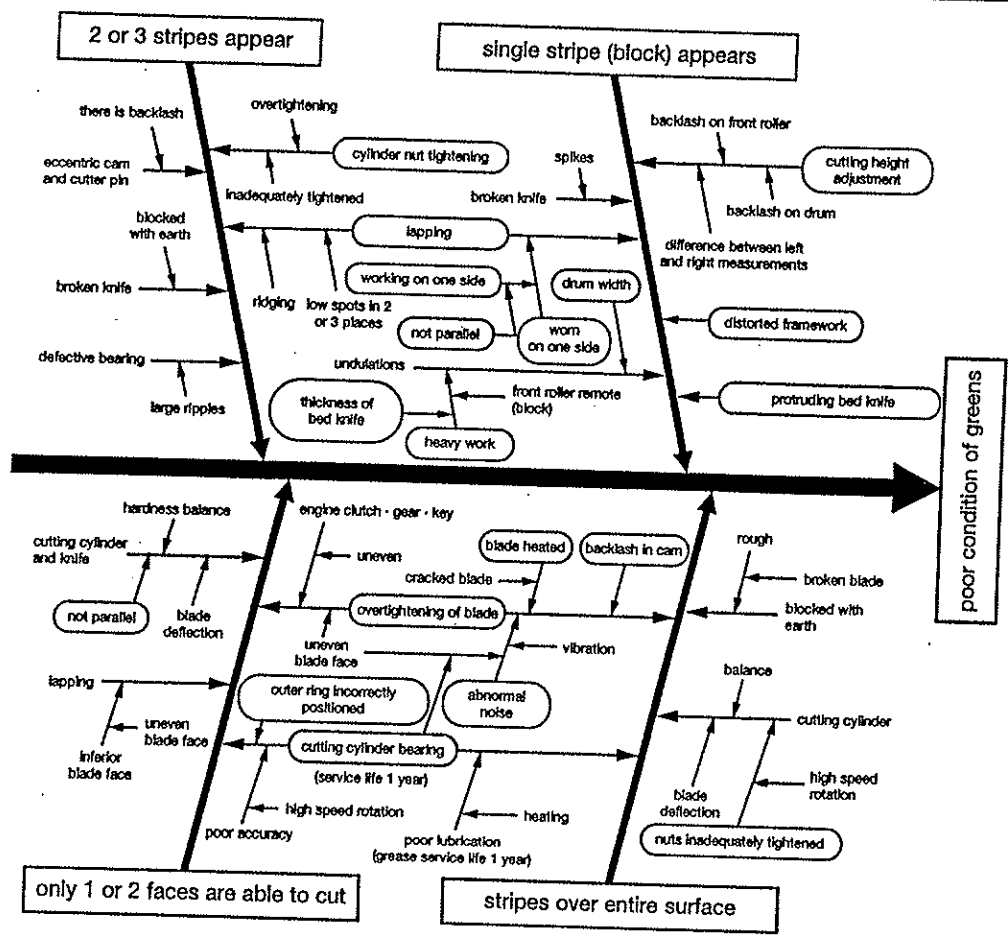 2 or 3 stripes appear
single stripe (block) appears
there is backlash
overtightening
eccentric cam
and cutter pin
cylinder nut tightening
inadequately tightened
blocked
with earth
lapping
broken knife
ridging
low spots in 2
or 3 places
working on one side
drum width
not parallel
worn
on one side
defective bearing
large ripples
undulations
thickness of
bed knife
front roller remote
(block)
heavy work
spikes
broken knife
backlash on front roller
cutting height
adjustment
backlash on drum
difference between left
and right measurements
distorted framework
protruding bed knife
poor condition of greens
hardness balance
cutting cylinder
and knife
not parallel
blade
deflection
engine clutch · gear · key
uneven
blade heated
backlash in cam
cracked blade
overtightening of blade
uneven
blade face
vibration
abnormal
noise
rough
broken blade
blocked with
earth
lapping
uneven
blade face
inferior
blade face
outer ring incorrectly
positioned
cutting cylinder bearing
(service life 1 year)
high speed rotation
poor accuracy
heating
poor lubrication
(grease service life 1 year)
balance
cutting cylinder
blade
deflection
high speed
rotation
nuts inadequately tightened
only 1 or 2 faces are able to cut
stripes over entire surface